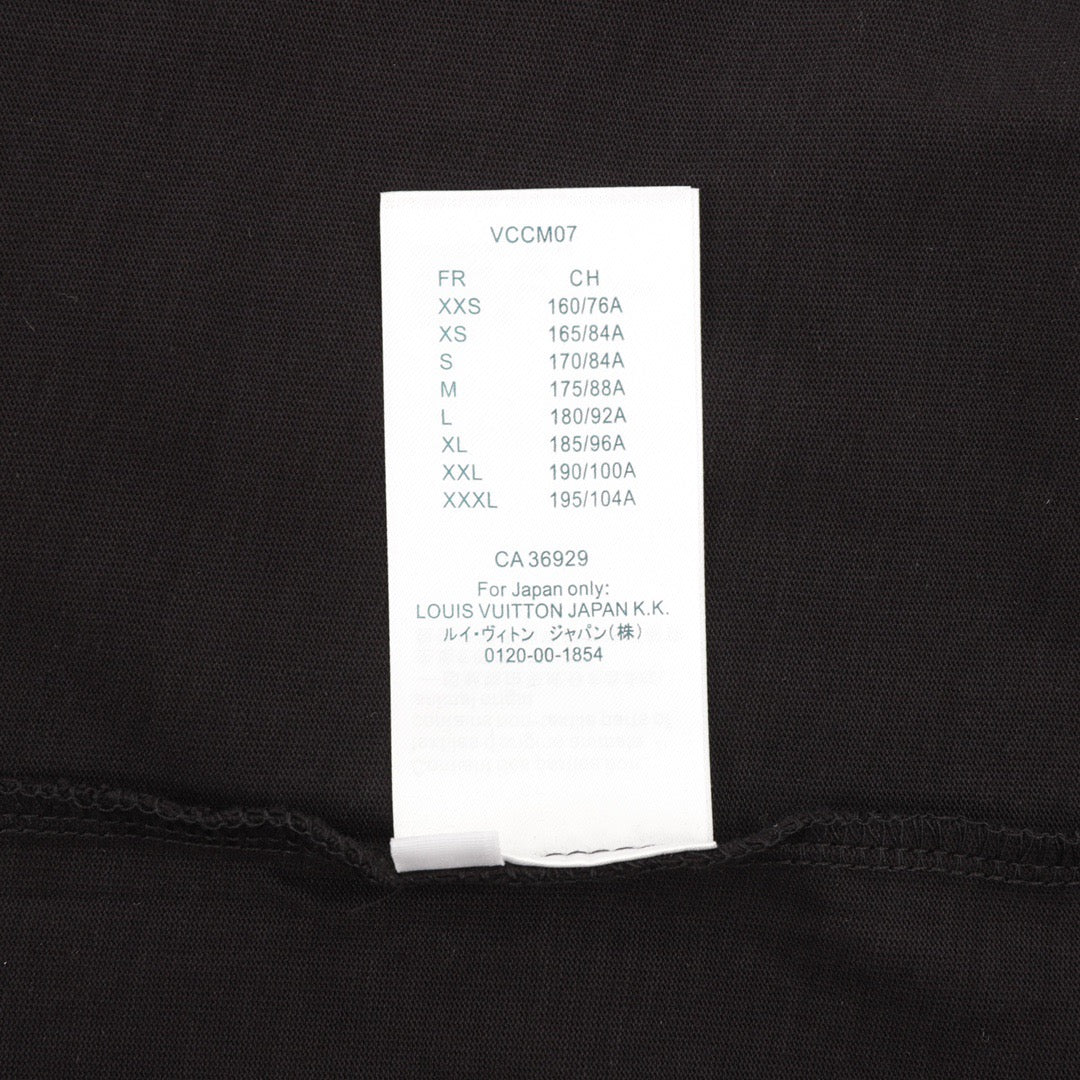 VCCM07
FR CH
XXS 160/76A
XS 165/84A
S 170/84A
M 175/88A
L 180/92A
XL 185/96A
XXL 190/100A
XXXL 195/104A
CA 36929
For Japan only:
LOUIS VUITTON JAPAN K.K.
ルイ・ヴィトン ジャパン(株)
0120-00-1854